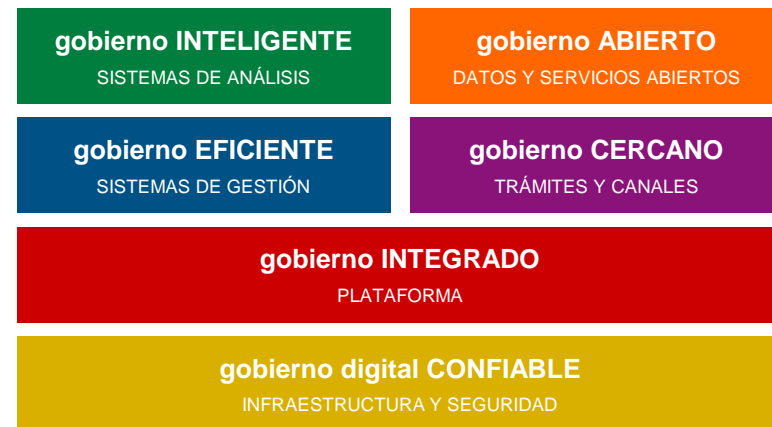 gobierno INTELIGENTE
SISTEMAS DE ANÁLISIS
gobierno ABIERTO
DATOS Y SERVICIOS ABIERTOS
gobierno EFICIENTE
SISTEMAS DE GESTIÓN
gobierno CERCANO
TRÁMITES Y CANALES
gobierno INTEGRADO
PLATAFORMA
gobierno digital CONFIABLE
INFRAESTRUCTURA Y SEGURIDAD